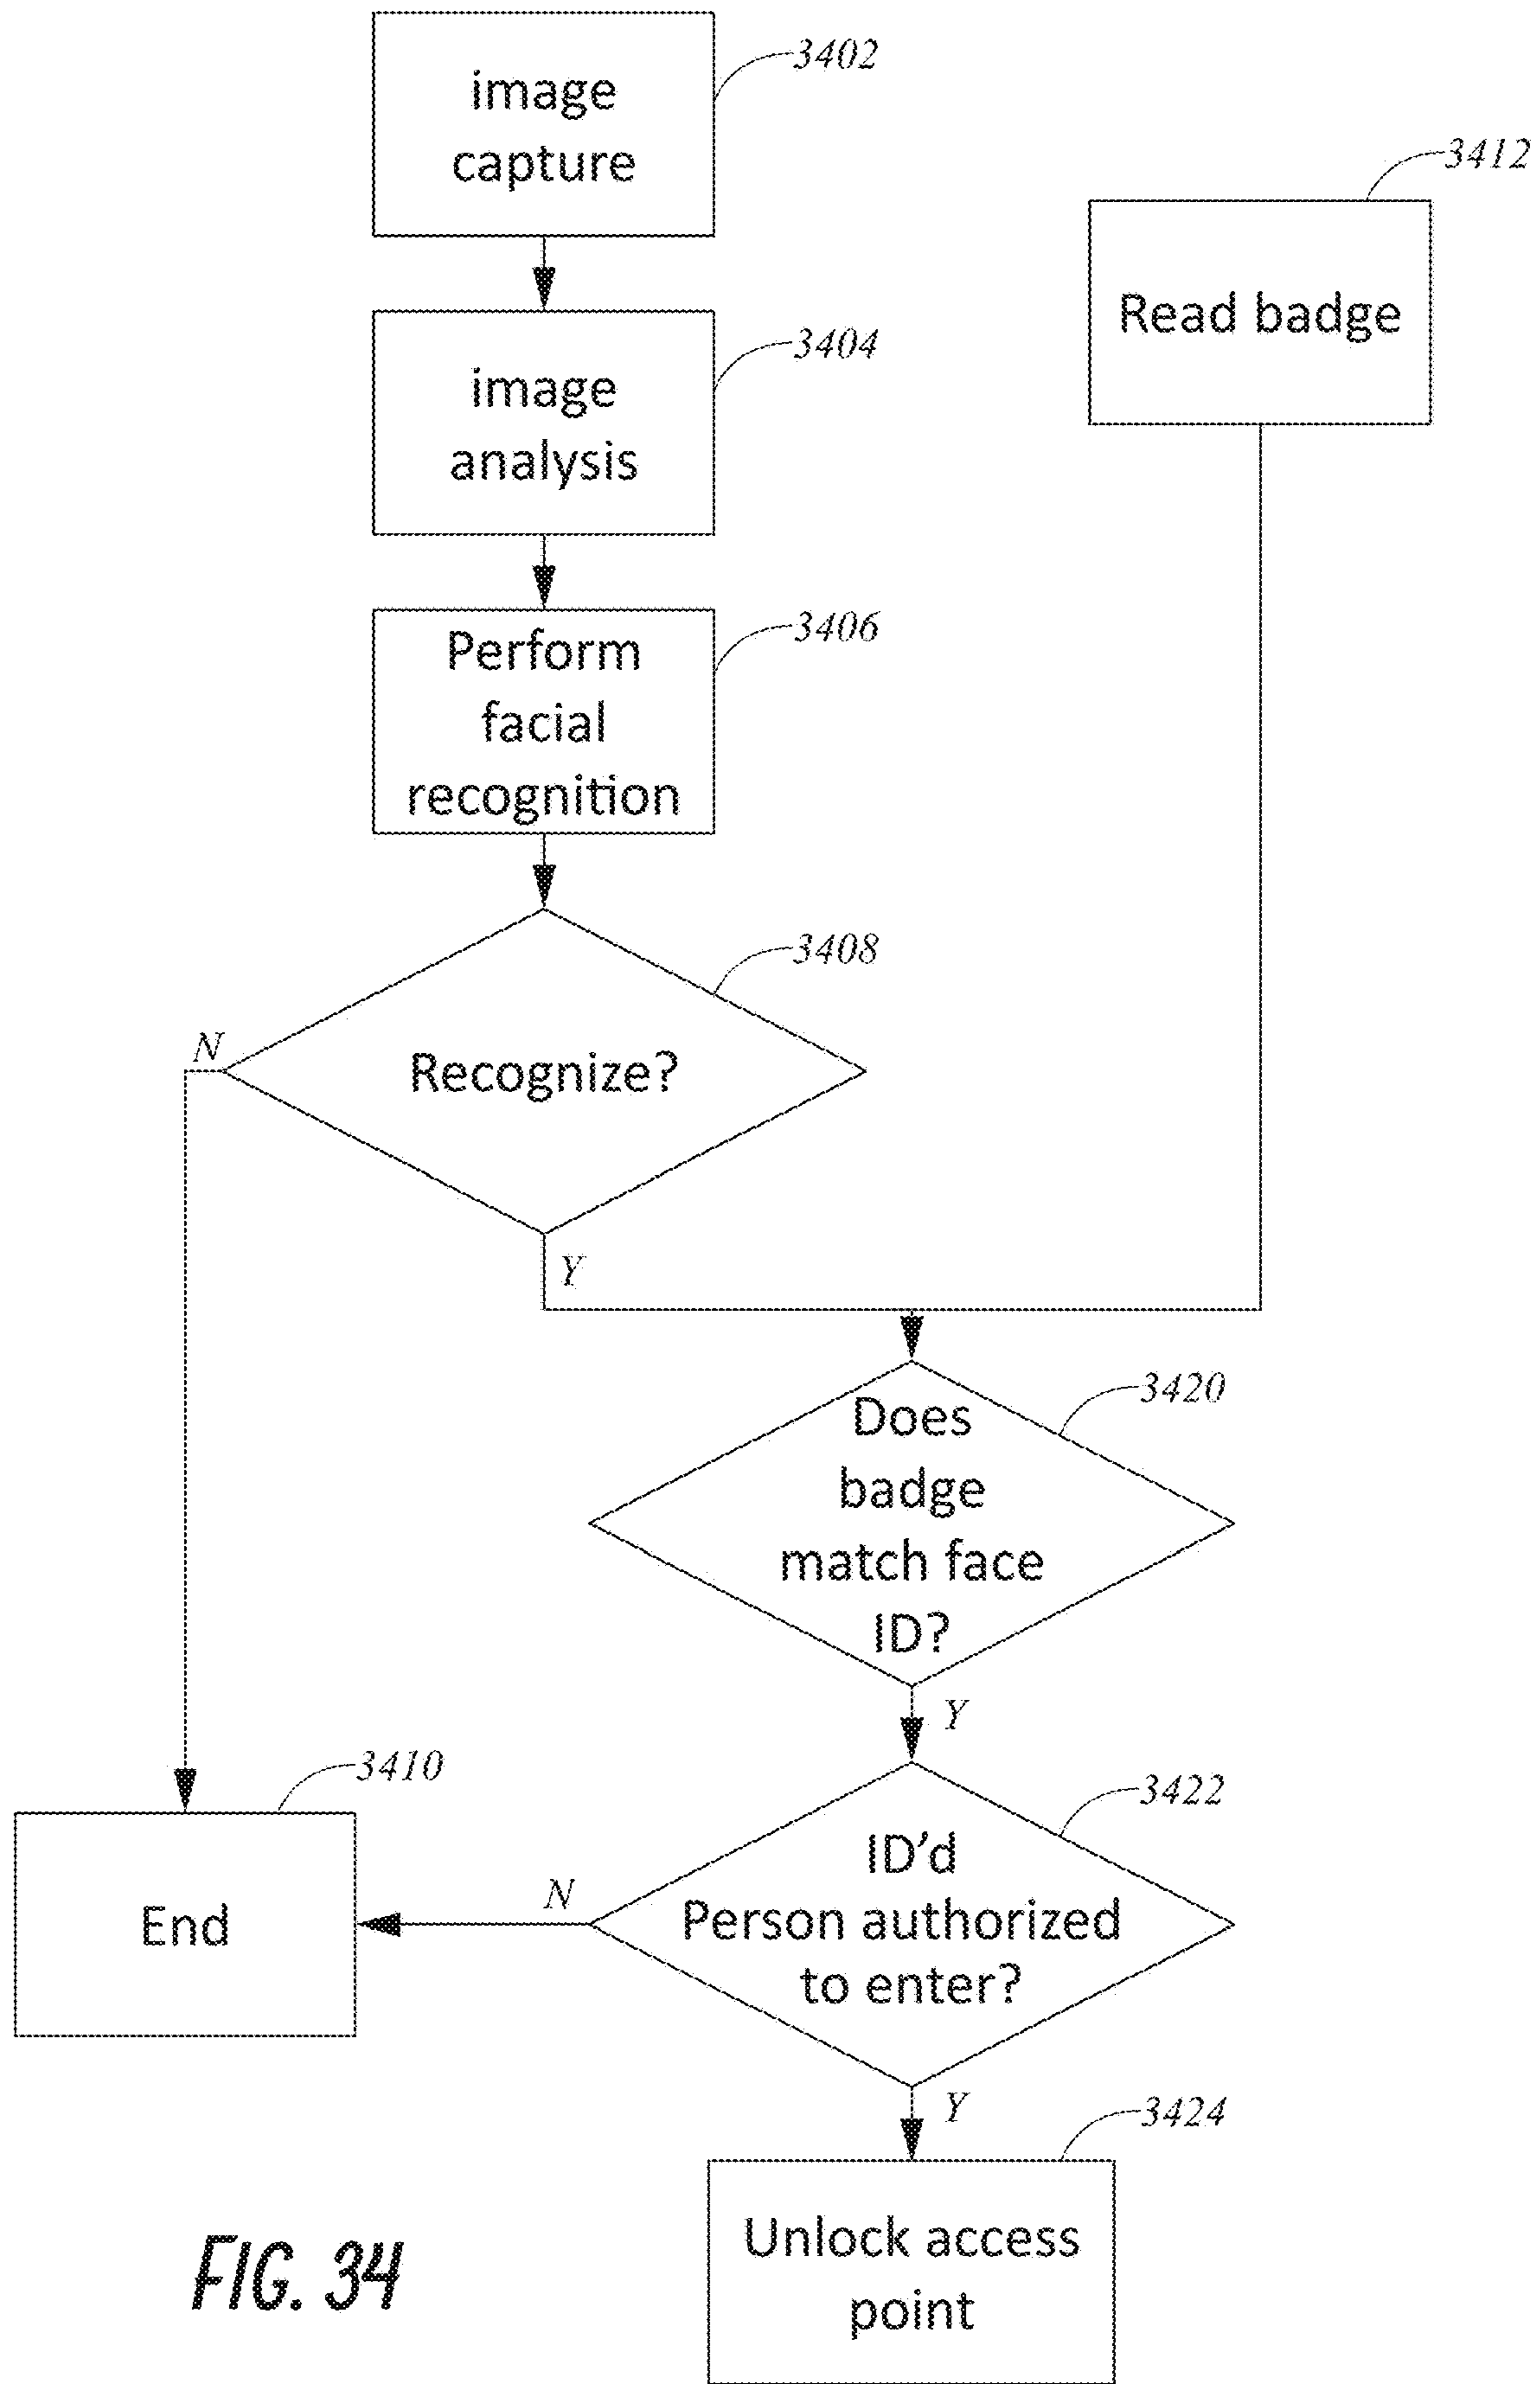 3402
image
capture
3412
Read badge
3404
image
analysis
3406
Perform
facial
recognition
3408
N
Recognize?
Y
3420
Does
badge
match face
ID?
Y
3410
End
3422
N
ID’d
Person authorized
to enter?
Y
3424
Unlock access
point
FIG. 34